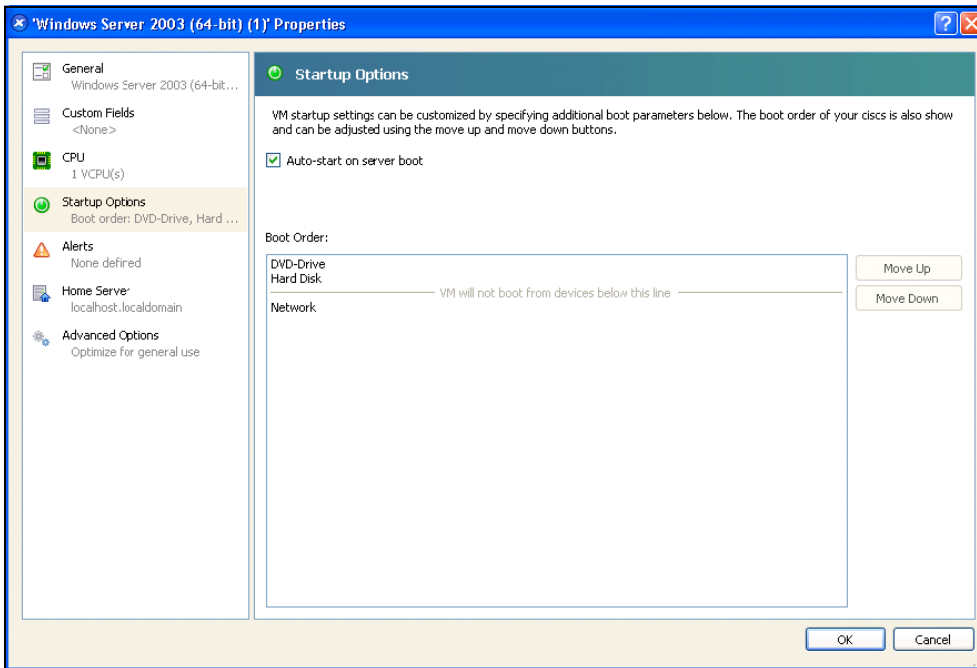 'Windows Server 2003 (64-bit) (1)' Properties
General
Windows Server 2003 (64-bit...
Custom Fields
<None>
CPU
1 VCPU(s)
Startup Options
Boot order: DVD-Drive, Hard ...
Alerts
None defined
Home Server
localhost.localdomain
Advanced Options
Optimize for general use
Startup Options
VM startup settings can be customized by specifying additional boot parameters below. The boot order of your ciscs is also show
and can be adjusted using the move up and move down buttons.
Auto-start on server boot
Boot Order:
DVD-Drive
Hard Disk
VM will not boot from devices below this line
Network
Move Up
Move Down
OK
Cancel